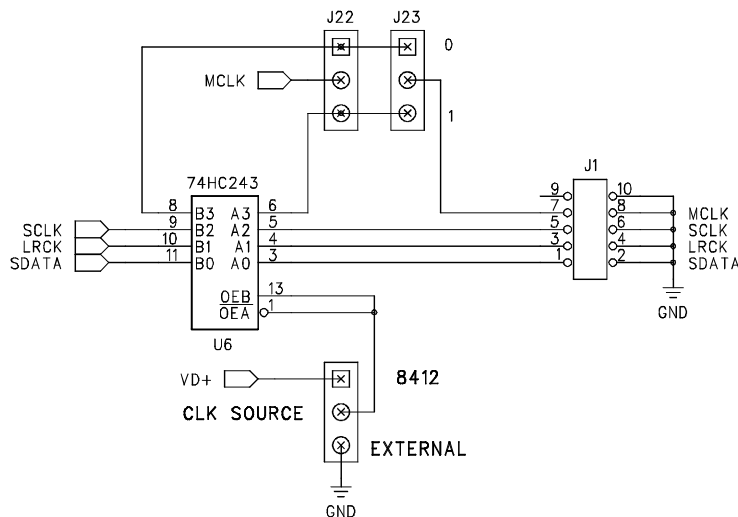 J22 J23
0
MCLK
1
J1
74HC243
9 10
8 B3 A3 6
7 8 MCLK
SCLK 9 B2 A2 5
5 6 SCLK
LRCK 10 B1 A1 4
3 4 LRCK
SDATA 11 B0 A0 3
1 2 SDATA
OEB 13
OEA 1
GND
U6
VD+
8412
CLK SOURCE
EXTERNAL
GND